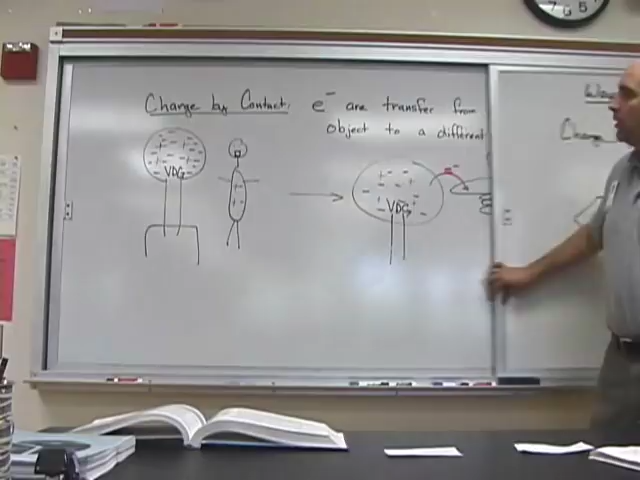 Charge by Contact: e⁻ are transfer from
object to a different
VDG
VDG
e⁻